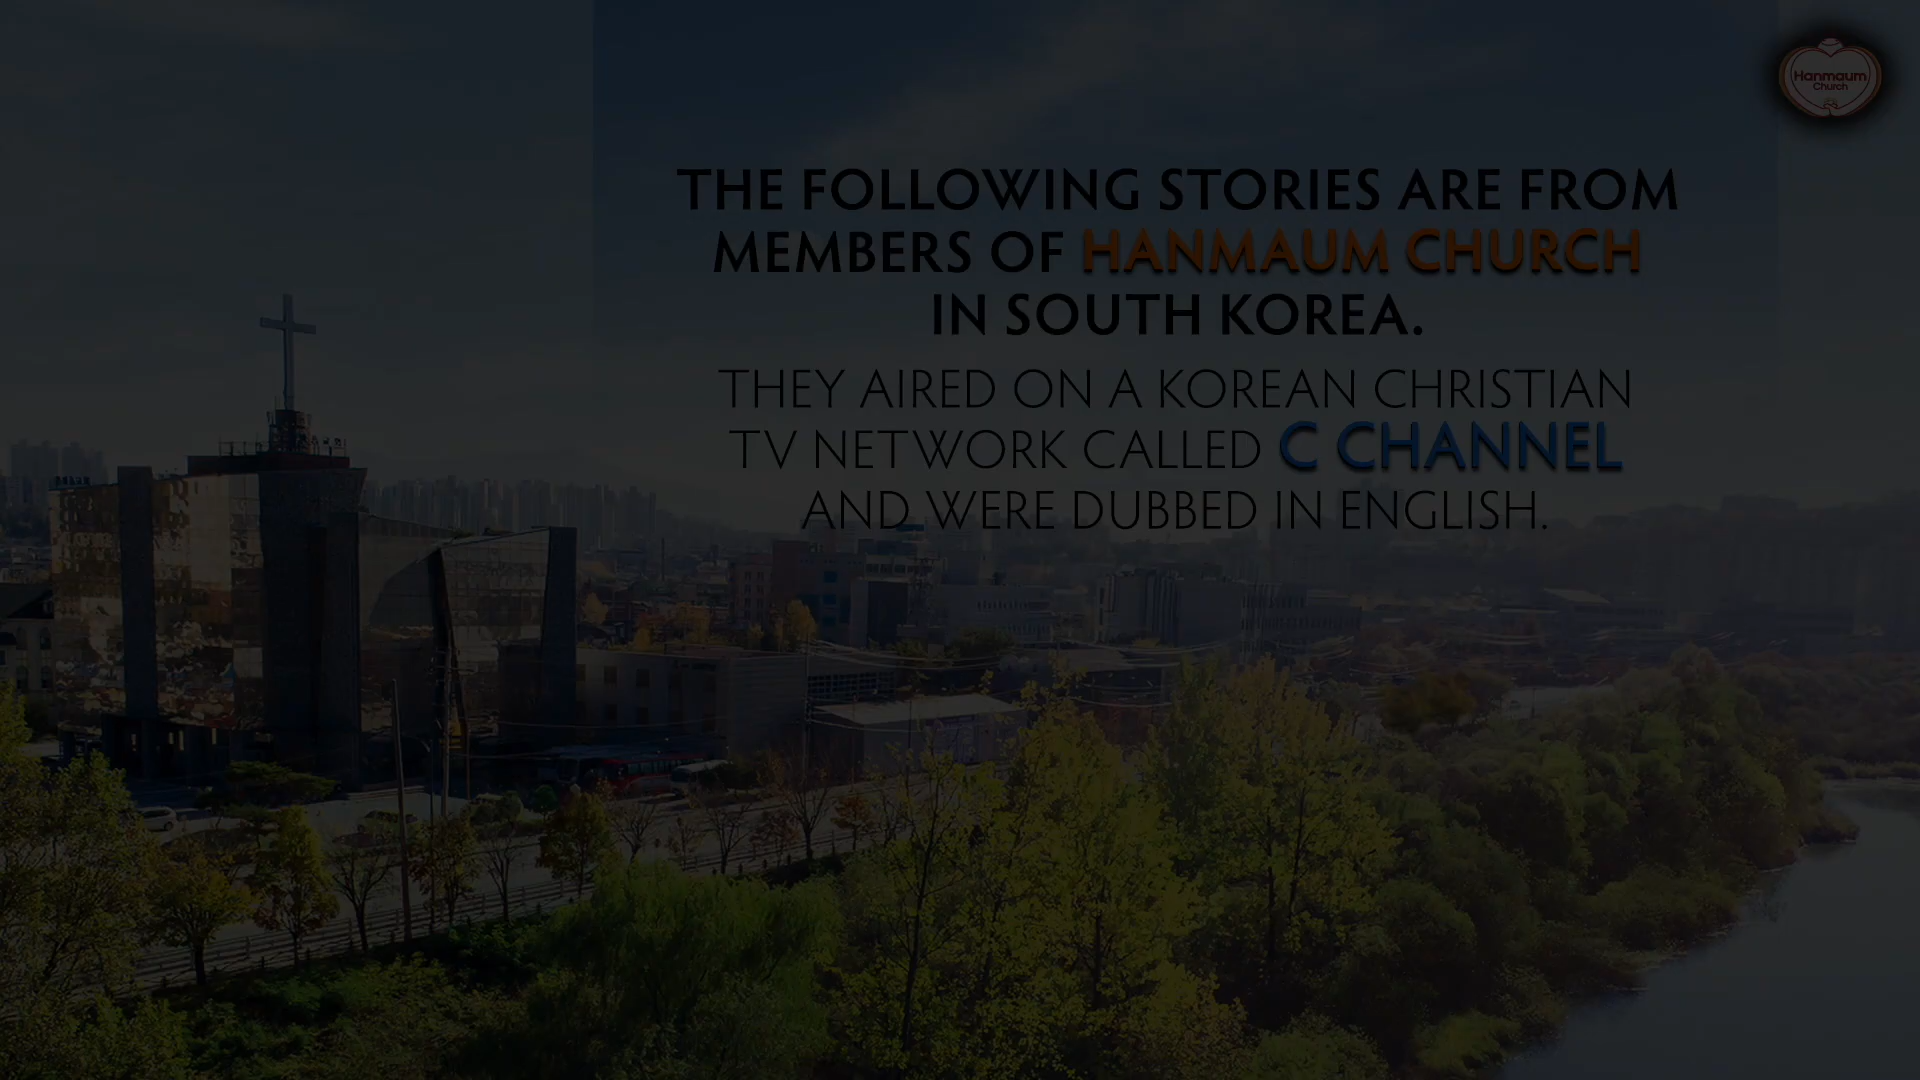 Hanmaum
Church
THE FOLLOWING STORIES ARE FROM
MEMBERS OF HANMAUM CHURCH
IN SOUTH KOREA.
THEY AIRED ON A KOREAN CHRISTIAN
TV NETWORK CALLED C CHANNEL
AND WERE DUBBED IN ENGLISH.